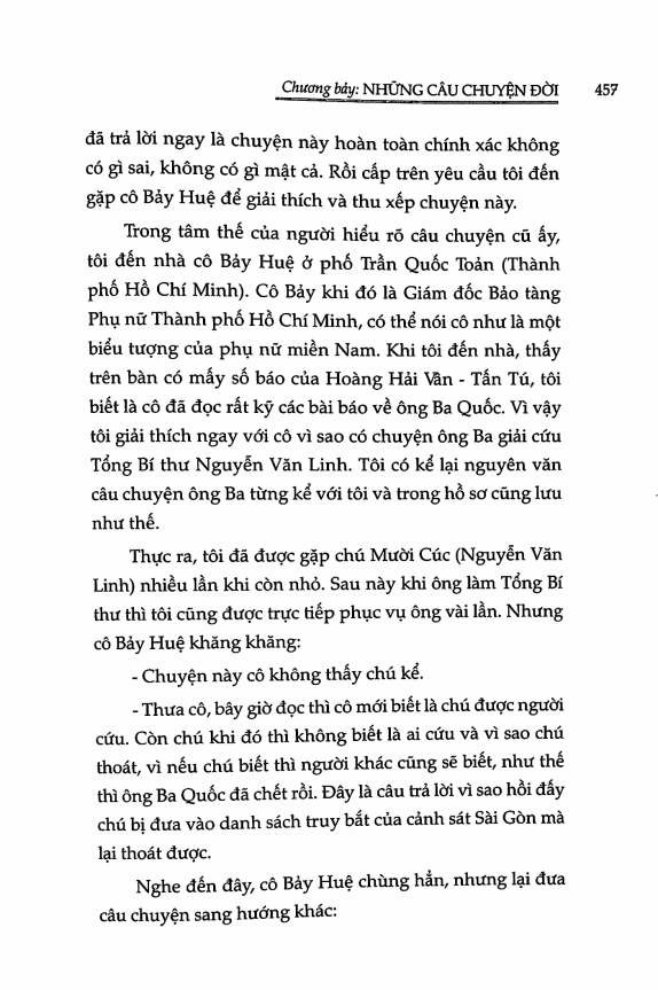 Chương bảy: NHỮNG CÂU CHUYỆN ĐỜI 457
đã trả lời ngay là chuyện này hoàn toàn chính xác không
có gì sai, không có gì mật cả. Rồi cấp trên yêu cầu tôi đến
gặp cô Bảy Huệ để giải thích và thu xếp chuyện này.
Trong tâm thế của người hiểu rõ câu chuyện cũ ấy,
tôi đến nhà cô Bảy Huệ ở phố Trần Quốc Toản (Thành
phố Hồ Chí Minh). Cô Bảy khi đó là Giám đốc Bảo tàng
Phụ nữ Thành phố Hồ Chí Minh, có thể nói cô như là một
biểu tượng của phụ nữ miền Nam. Khi tôi đến nhà, thấy
trên bàn có mấy số báo của Hoàng Hải Vân - Tấn Tú, tôi
biết là cô đã đọc rất kỹ các bài báo về ông Ba Quốc. Vì vậy
tôi giải thích ngay với cô vì sao có chuyện ông Ba giải cứu
Tổng Bí thư Nguyễn Văn Linh. Tôi có kể lại nguyên văn
câu chuyện ông Ba từng kể với tôi và trong hồ sơ cũng lưu
như thế.
Thực ra, tôi đã được gặp chú Mười Cúc (Nguyễn Văn
Linh) nhiều lần khi còn nhỏ. Sau này khi ông làm Tổng Bí
thư thì tôi cũng được trực tiếp phục vụ ông vài lần. Nhưng
cô Bảy Huệ khăng khăng:
- Chuyện này cô không thấy chú kể.
- Thưa cô, bây giờ đọc thì cô mới biết là chú được người
cứu. Còn chú khi đó thì không biết là ai cứu và vì sao chú
thoát, vì nếu chú biết thì người khác cũng sẽ biết, như thế
thì ông Ba Quốc đã chết rồi. Đây là câu trả lời vì sao hồi đấy
chú bị đưa vào danh sách truy bắt của cảnh sát Sài Gòn mà
lại thoát được.
Nghe đến đây, cô Bảy Huệ chùng hẳn, nhưng lại đưa
câu chuyện sang hướng khác: